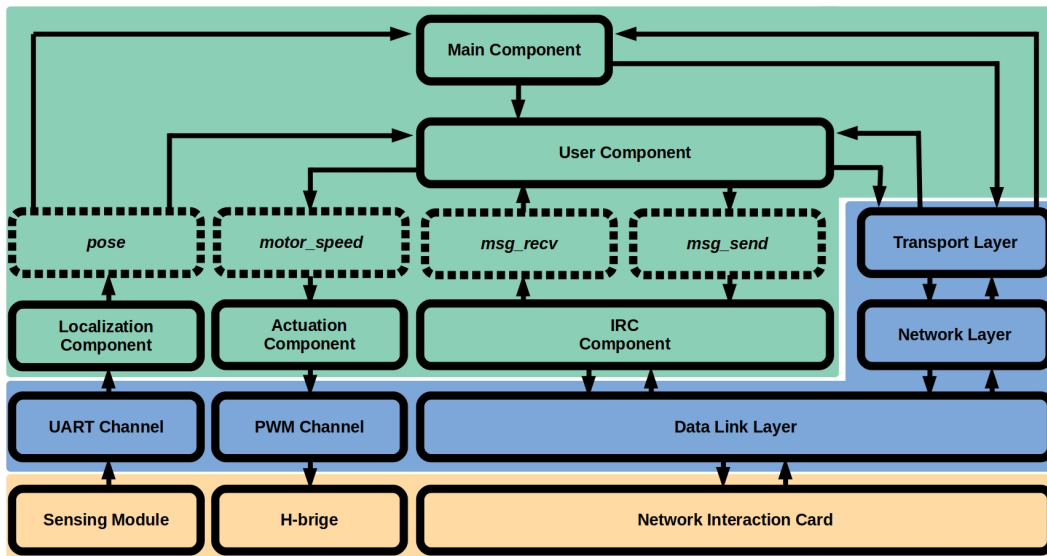 Main Component
User Component
pose
motor_speed
msg_recv
msg_send
Transport Layer
Localization
Component
Actuation
Component
IRC
Component
Network Layer
UART Channel
PWM Channel
Data Link Layer
Sensing Module
H-brige
Network Interaction Card